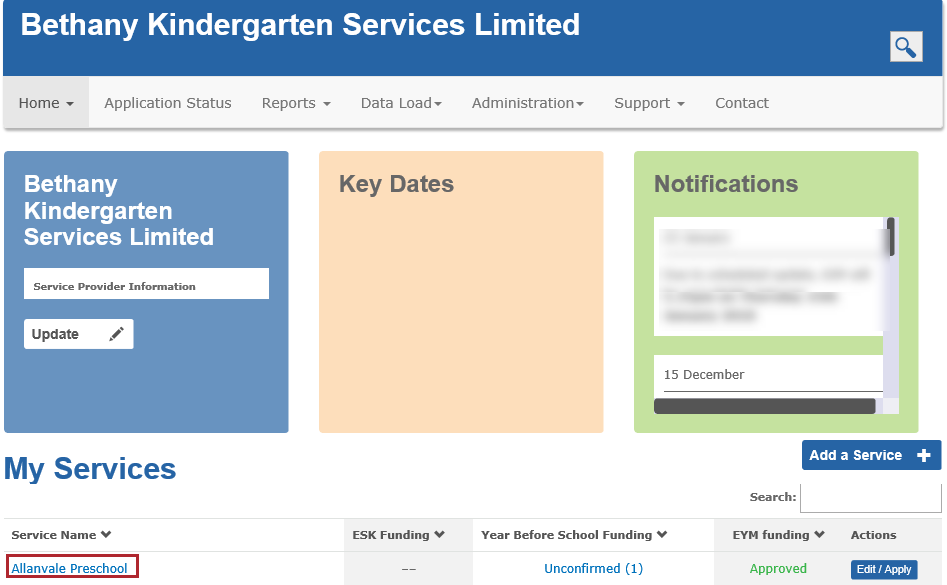 Bethany Kindergarten Services Limited
Home Application Status Reports Data Load Administration Support Contact
Bethany
Kindergarten
Services Limited
Service Provider Information
Update
Key Dates
Notifications
15 December
My Services
Add a Service
Search:
Service Name ESK Funding Year Before School Funding EYM funding Actions
Allanvale Preschool -- Unconfirmed (1) Approved Edit / Apply